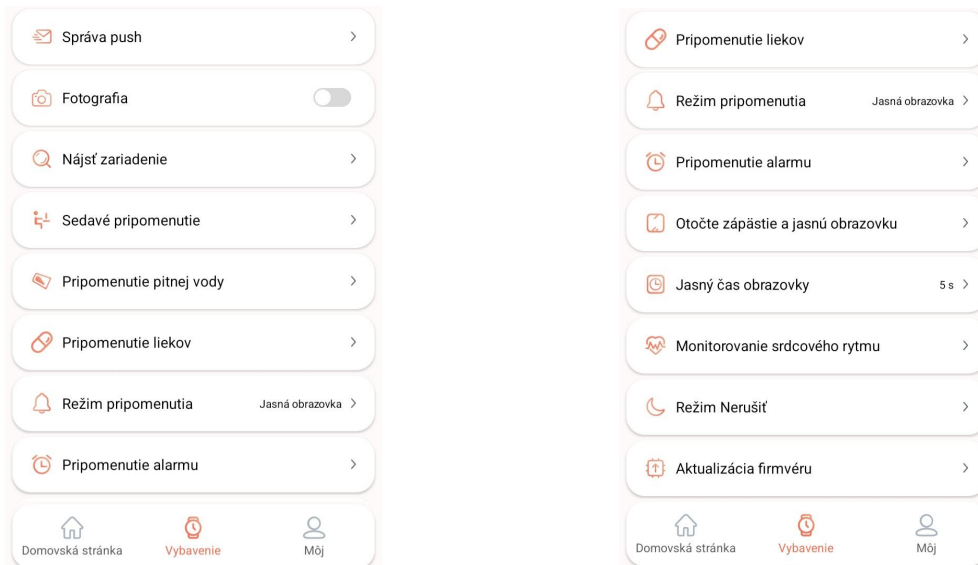 Správa push
Fotografia
Nájsť zariadenie
Sedavé pripomenutie
Pripomenutie pitnej vody
Pripomenutie liekov
Režim pripomenutia Jasná obrazovka
Pripomenutie alarmu
Domovská stránka Vybavenie Môj
Pripomenutie liekov
Režim pripomenutia Jasná obrazovka
Pripomenutie alarmu
Otočte zápästie a jasnú obrazovku
Jasný čas obrazovky 5 s
Monitorovanie srdcového rytmu
Režim Nerušiť
Aktualizácia firmvéru
Domovská stránka Vybavenie Môj